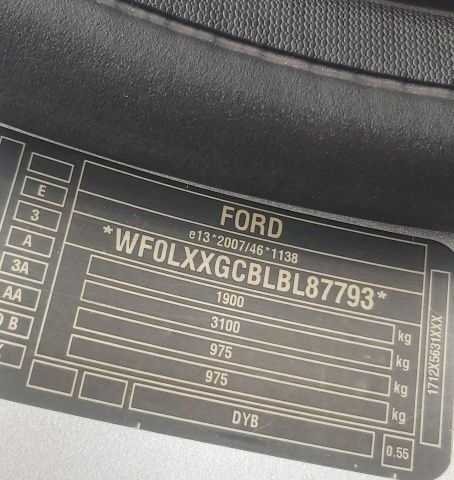 FORD
e13*2007/46*1138
*WF0LXXGCBLBL87793*
1900 kg
3100 kg
975 kg
975 kg
DYB
0.55
E
3
A
3A
AA
B
1712X5631XXX